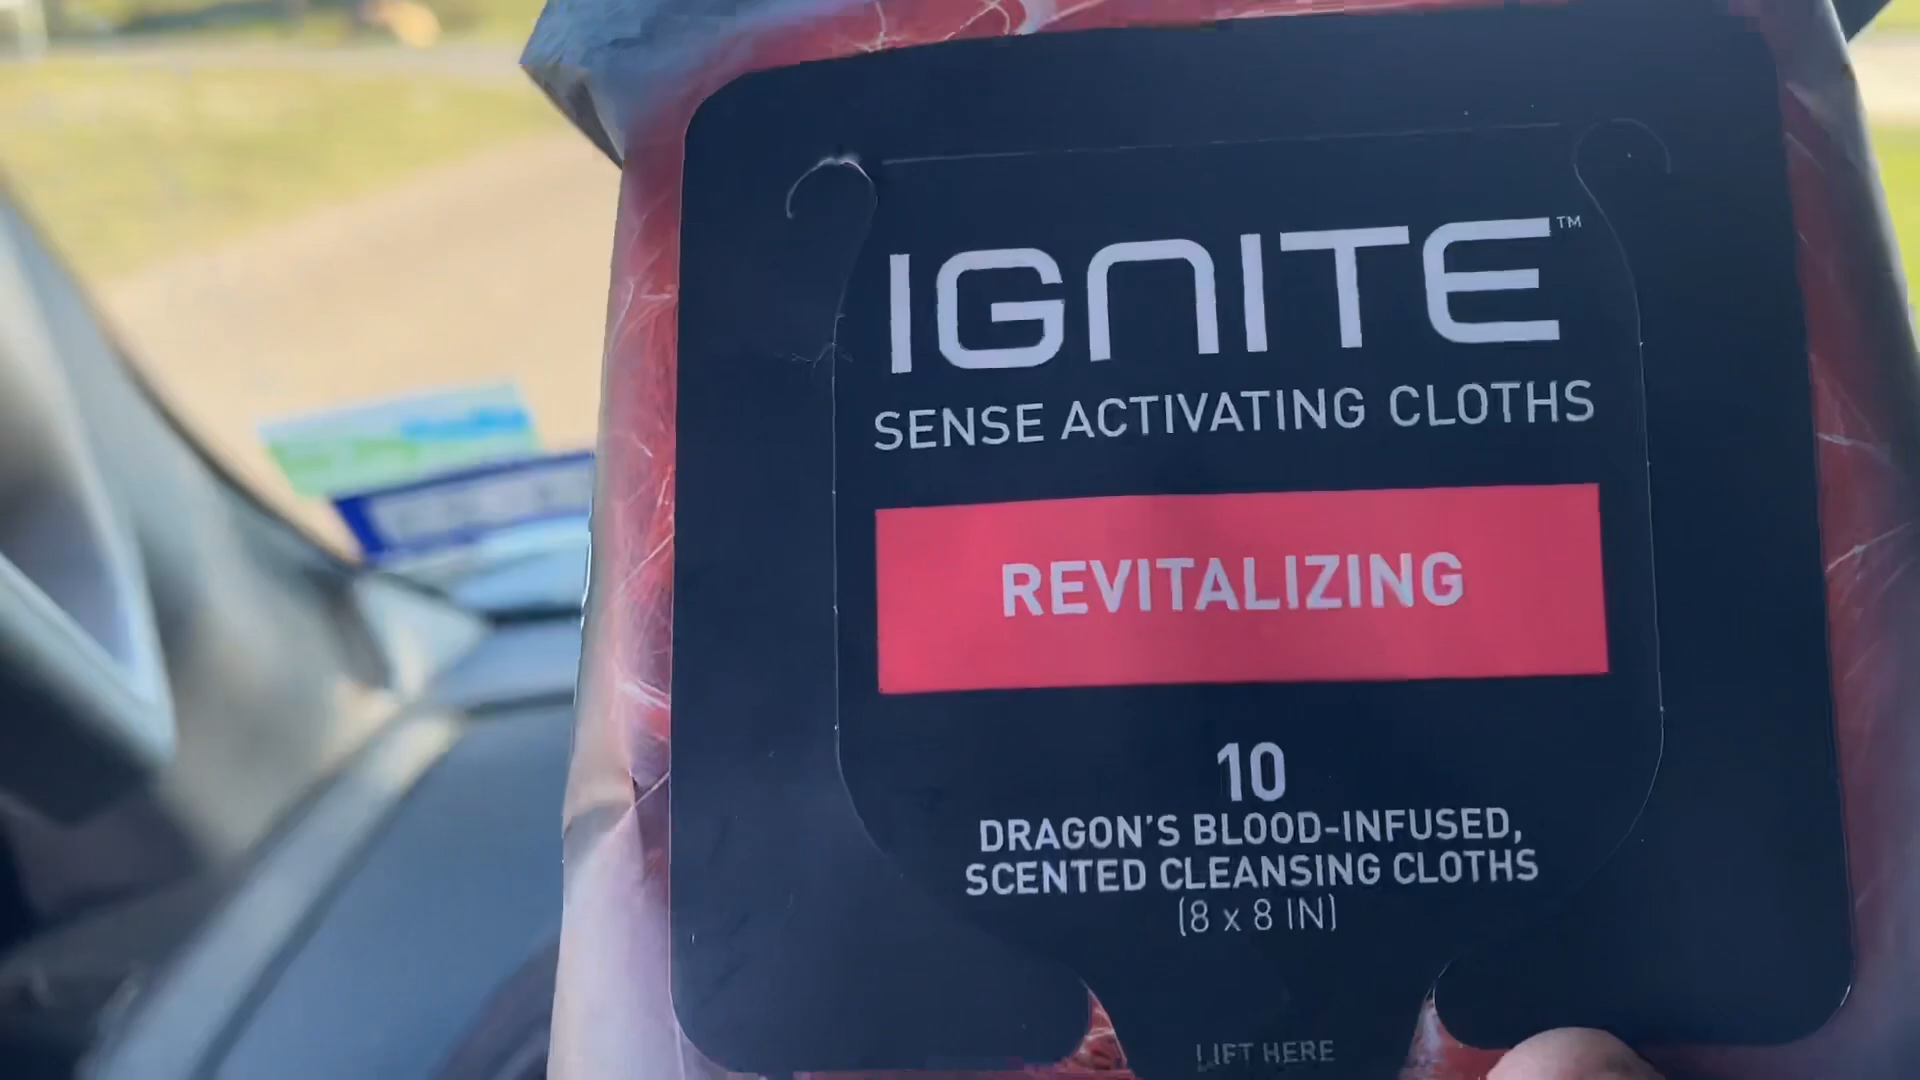 IGNITE™
SENSE ACTIVATING CLOTHS
REVITALIZING
10
DRAGON'S BLOOD-INFUSED,
SCENTED CLEANSING CLOTHS
(8 x 8 IN)
LIFT HERE